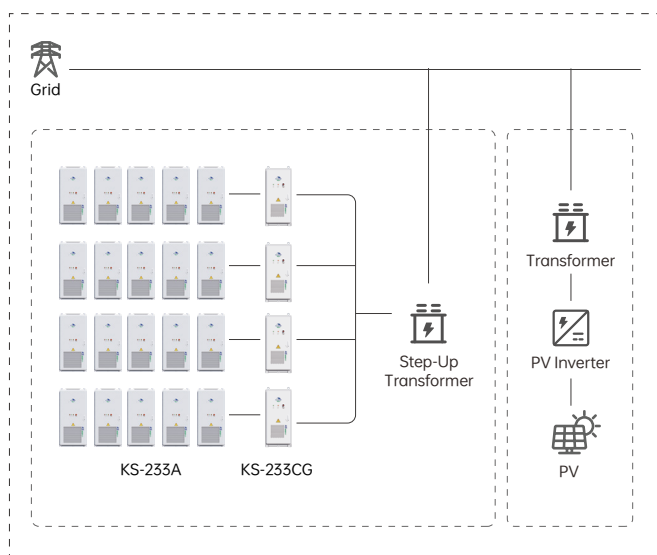 Grid
Transformer
Step-Up
Transformer
PV Inverter
KS-233A
KS-233CG
PV